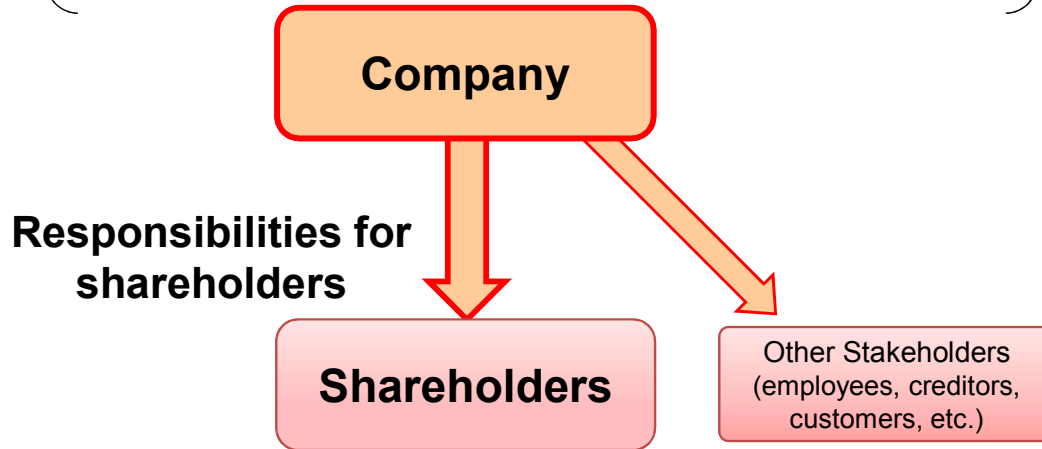 Company
Responsibilities for
shareholders
Shareholders
Other Stakeholders
(employees, creditors,
customers, etc.)